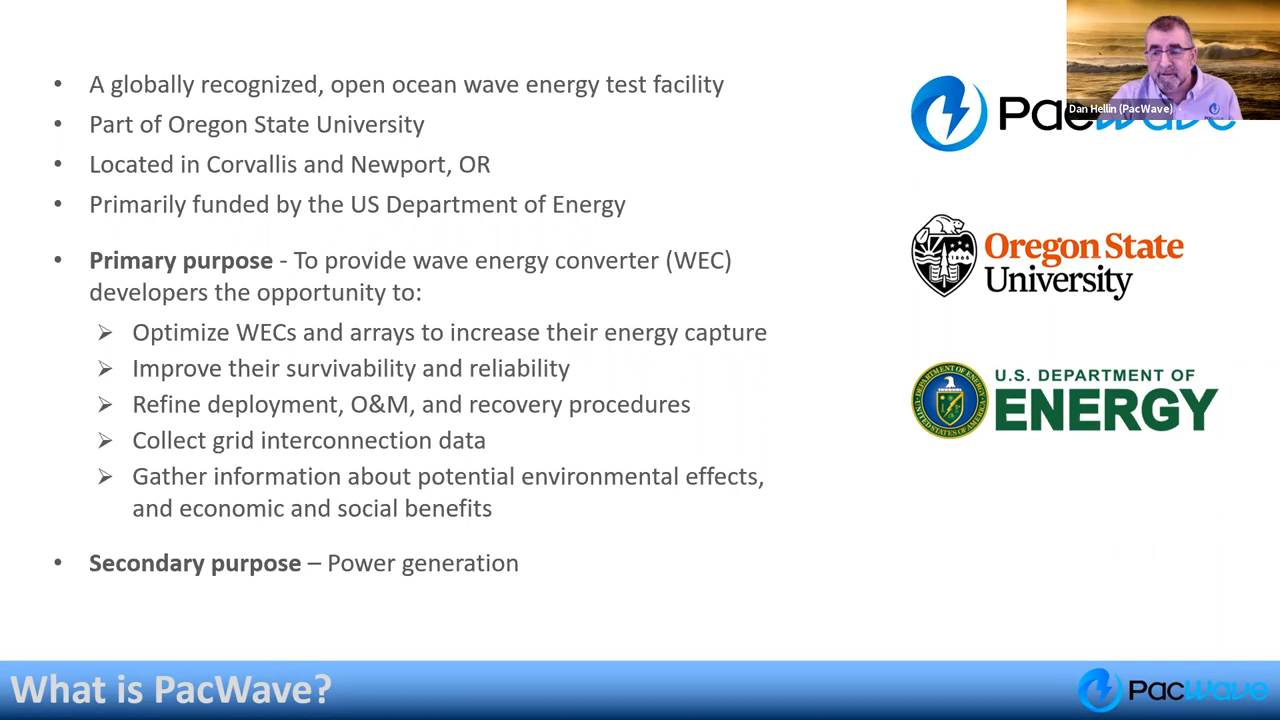 • A globally recognized, open ocean wave energy test facility
• Part of Oregon State University
• Located in Corvallis and Newport, OR
• Primarily funded by the US Department of Energy
• Primary purpose - To provide wave energy converter (WEC)
developers the opportunity to:
➢ Optimize WECs and arrays to increase their energy capture
➢ Improve their survivability and reliability
➢ Refine deployment, O&M, and recovery procedures
➢ Collect grid interconnection data
➢ Gather information about potential environmental effects,
and economic and social benefits
• Secondary purpose – Power generation
Dan Hellin (PacWave)
PacWave
Oregon State
University
U.S. DEPARTMENT OF
ENERGY
What is PacWave?
PacWave